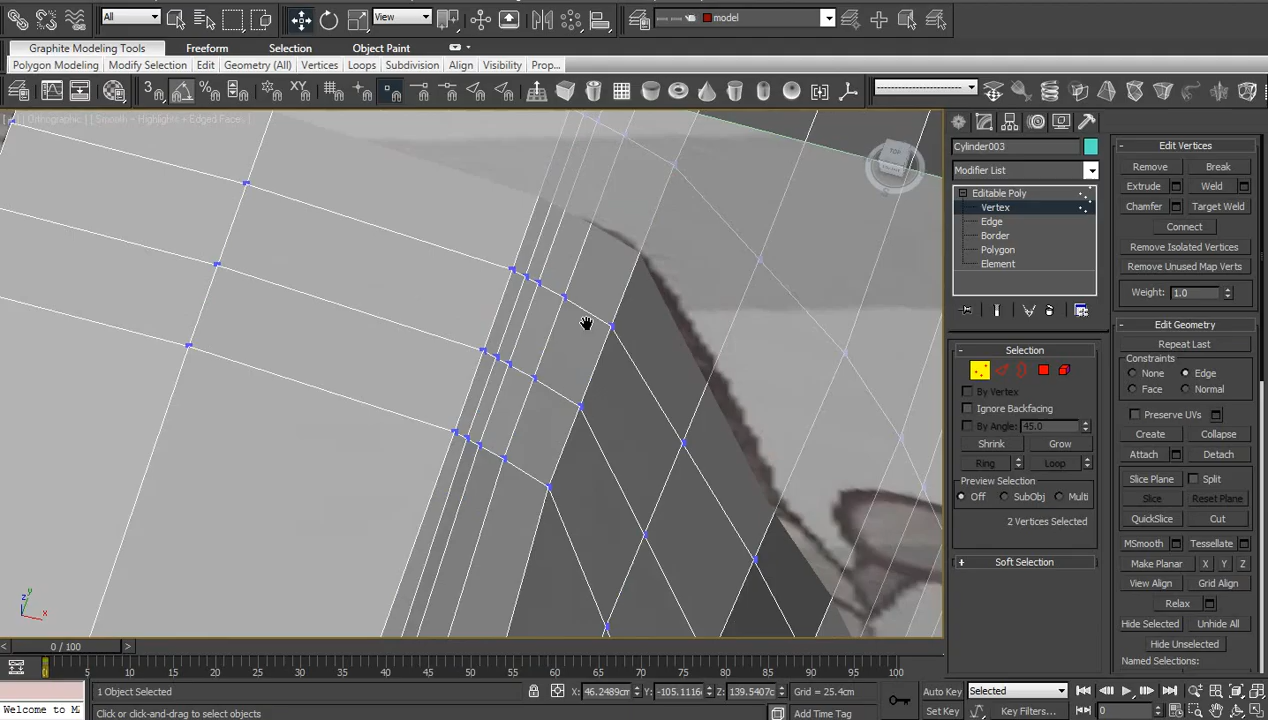 All
View
model
Graphite Modeling Tools
Freeform
Selection
Object Paint
Polygon Modeling
Modify Selection
Edit
Geometry (All)
Vertices
Loops
Subdivision
Align
Visibility
Prop...
[ Orthographic ] [ Smooth + Highlights + Edged Faces ]
TOP
Cylinder003
Modifier List
Editable Poly
Vertex
Edge
Border
Polygon
Element
Selection
By Vertex
Ignore Backfacing
By Angle: 45.0
Shrink Grow
Ring Loop
Preview Selection
Off SubObj Multi
2 Vertices Selected
Soft Selection
Edit Vertices
Remove Break
Extrude Weld
Chamfer Target Weld
Connect
Remove Isolated Vertices
Remove Unused Map Verts
Weight: 1.0
Edit Geometry
Repeat Last
Constraints
None Edge
Face Normal
Preserve UVs
Create Collapse
Attach Detach
Slice Plane Split
Slice Reset Plane
QuickSlice Cut
MSmooth Tessellate
Make Planar X Y Z
View Align Grid Align
Relax
Hide Selected Unhide All
Hide Unselected
Named Selections:
z y x
0 / 100
0 5 10 15 20 25 30 35 40 45 50 55 60 65 70 75 80 85 90 95 100
1 Object Selected
X: 46.2489cm Y: -105.1116 Z: 139.5407c Grid = 25.4cm
Auto Key Selected
Welcome to M
Click or click-and-drag to select objects
Add Time Tag
Set Key Key Filters...
0